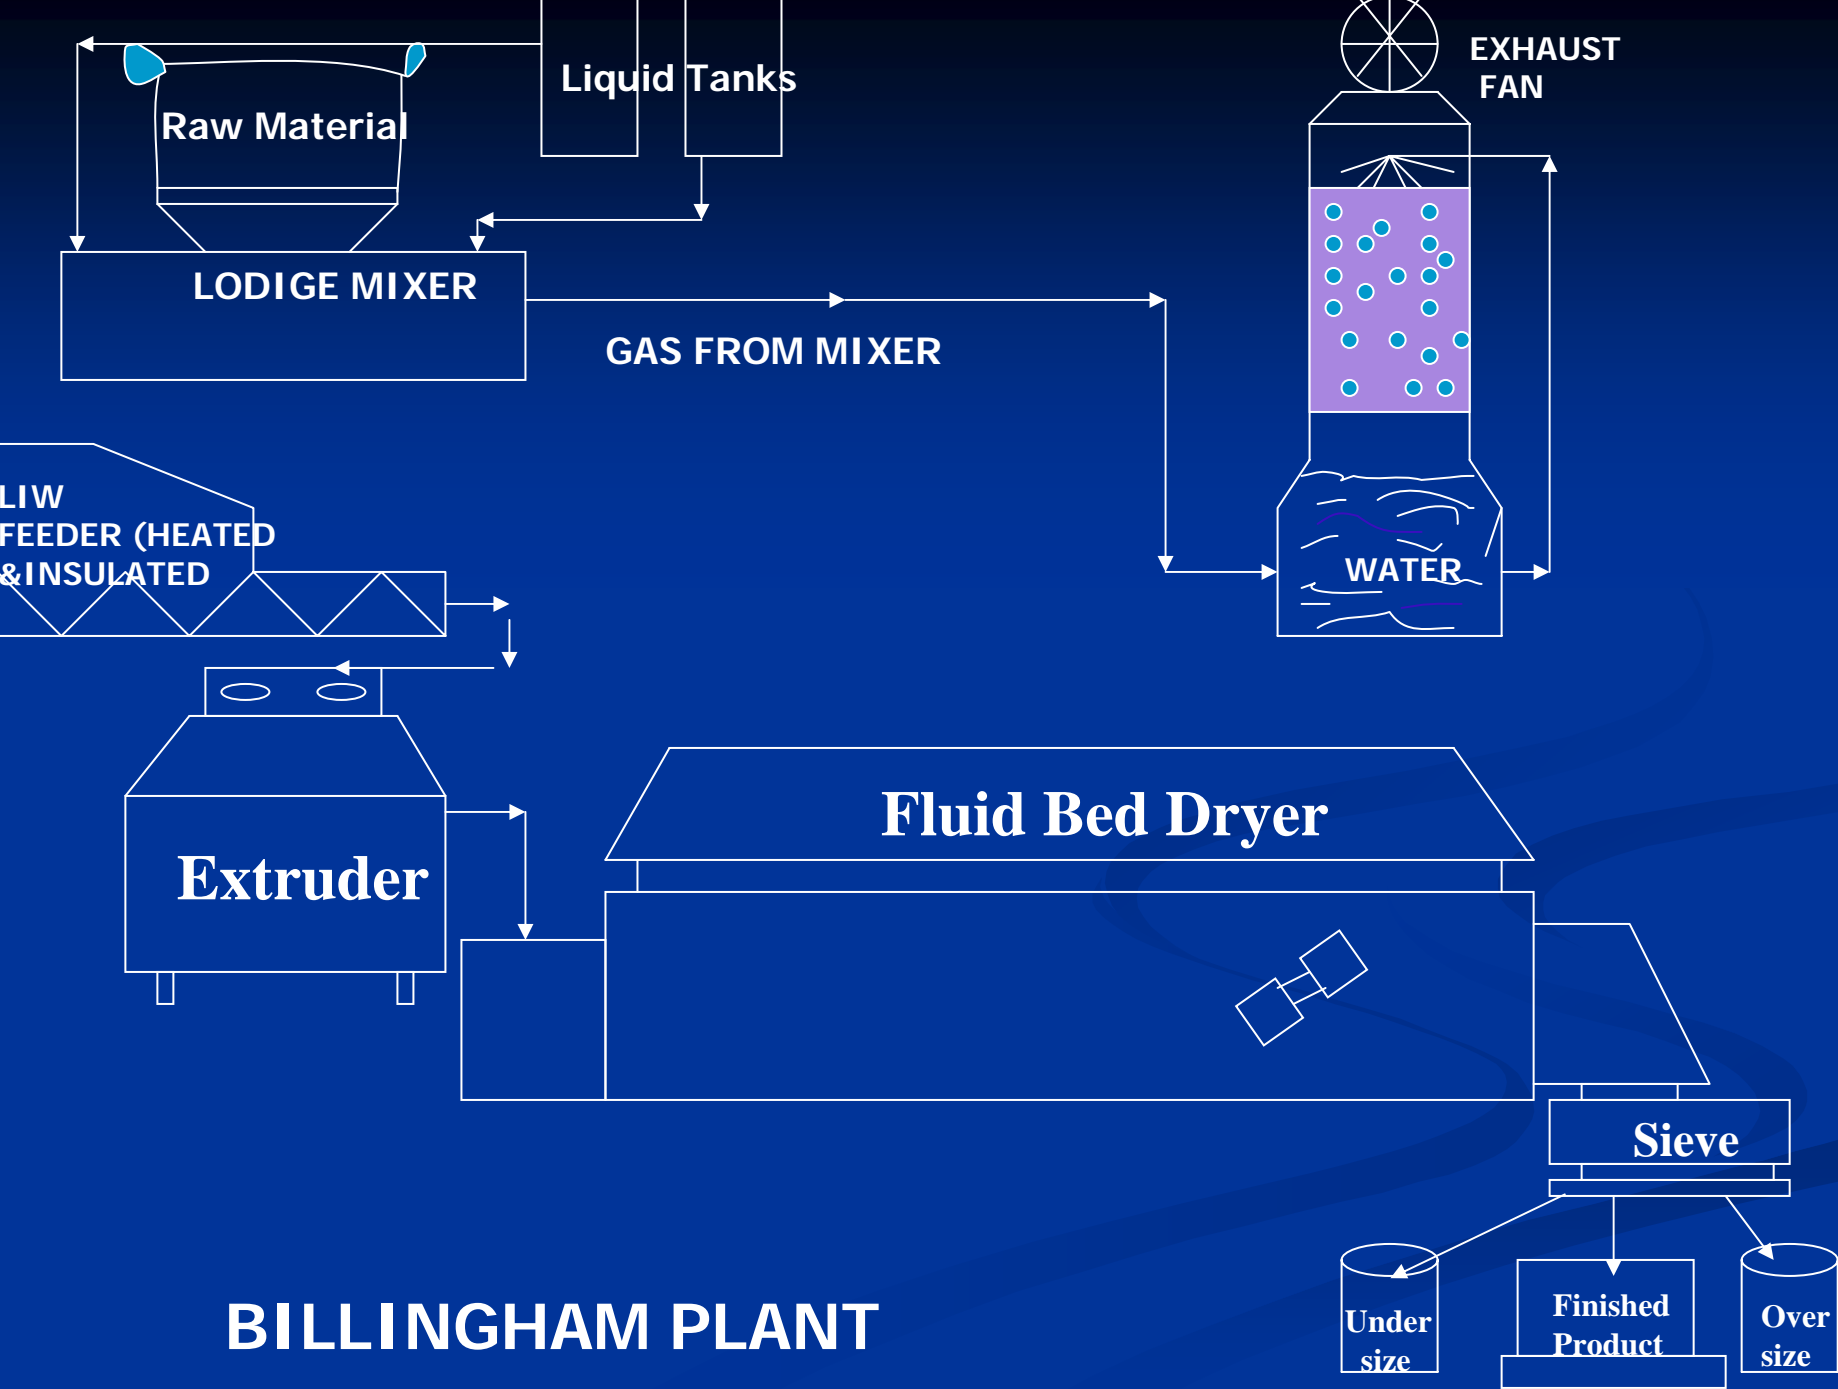 EXHAUST
FAN
Liquid Tanks
Raw Material
LODIGE MIXER
GAS FROM MIXER
LIW
FEEDER (HEATED
&INSULATED
WATER
Fluid Bed Dryer
Extruder
Sieve
Under
size
Finished
Product
Over
size
BILLINGHAM PLANT